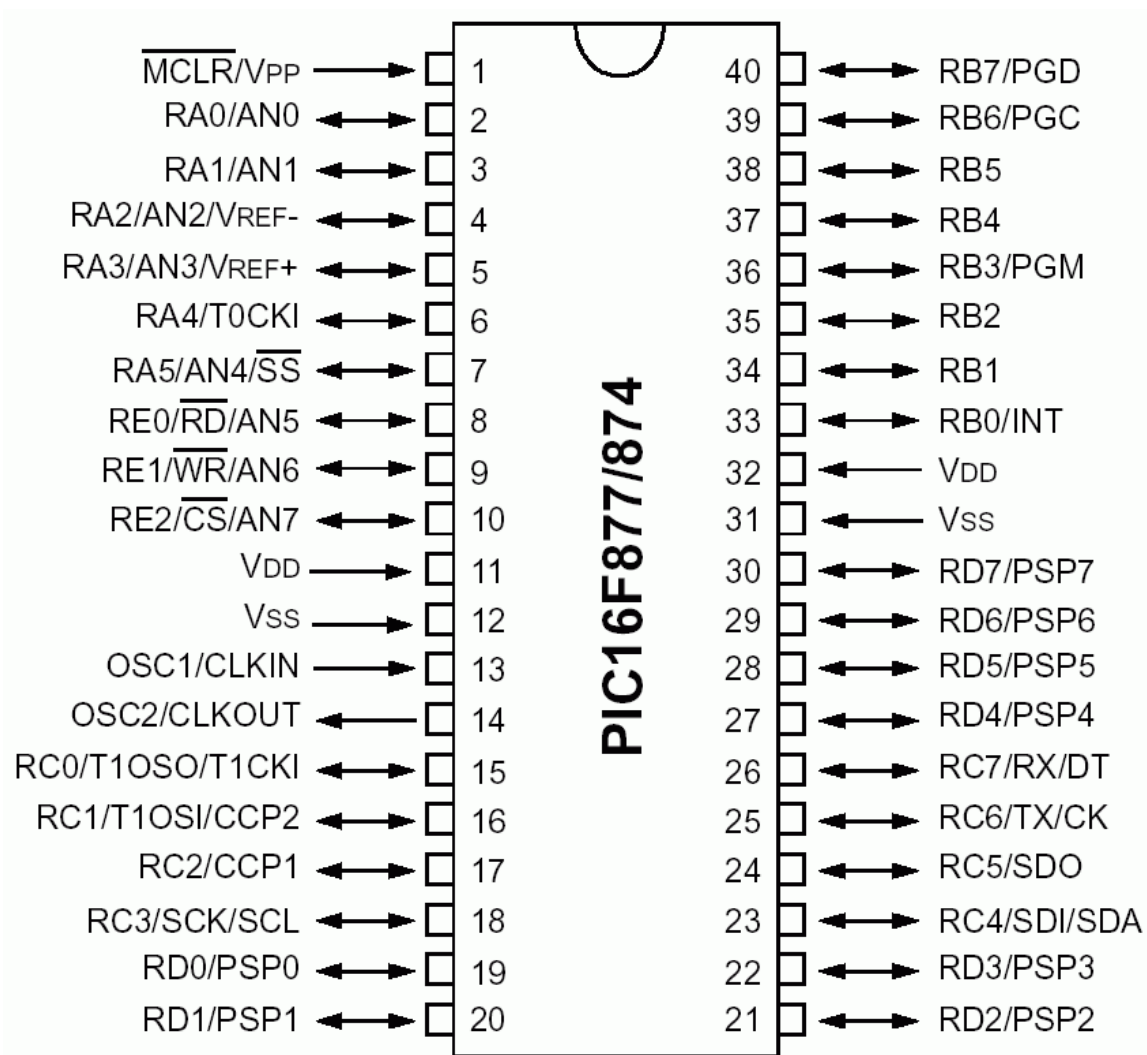 M̅C̅L̅R̅/VPP 1 40 RB7/PGD
RA0/AN0 2 39 RB6/PGC
RA1/AN1 3 38 RB5
RA2/AN2/VREF- 4 37 RB4
RA3/AN3/VREF+ 5 36 RB3/PGM
RA4/T0CKI 6 35 RB2
RA5/AN4/S̅S̅ 7 34 RB1
RE0/R̅D̅/AN5 8 33 RB0/INT
RE1/W̅R̅/AN6 9 32 VDD
RE2/C̅S̅/AN7 10 31 VSS
VDD 11 30 RD7/PSP7
VSS 12 29 RD6/PSP6
OSC1/CLKIN 13 28 RD5/PSP5
OSC2/CLKOUT 14 27 RD4/PSP4
RC0/T1OSO/T1CKI 15 26 RC7/RX/DT
RC1/T1OSI/CCP2 16 25 RC6/TX/CK
RC2/CCP1 17 24 RC5/SDO
RC3/SCK/SCL 18 23 RC4/SDI/SDA
RD0/PSP0 19 22 RD3/PSP3
RD1/PSP1 20 21 RD2/PSP2
PIC16F877/874